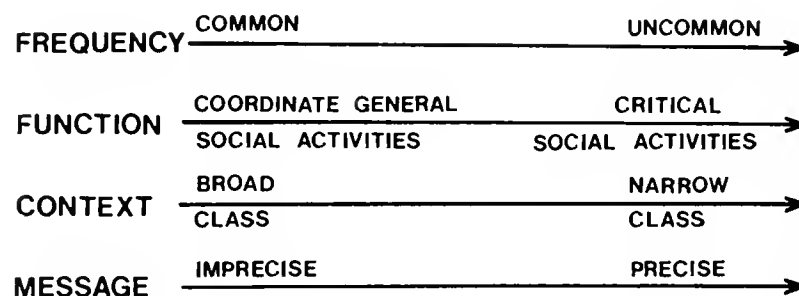 COMMON UNCOMMON
FREQUENCY
COORDINATE GENERAL CRITICAL
FUNCTION
SOCIAL ACTIVITIES SOCIAL ACTIVITIES
BROAD NARROW
CONTEXT
CLASS CLASS
IMPRECISE PRECISE
MESSAGE